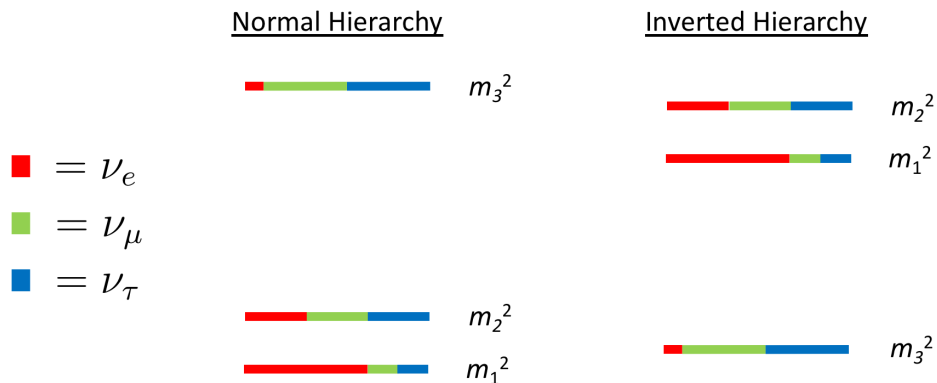 Normal Hierarchy
Inverted Hierarchy
m₃²
m₂²
m₁²
= νₑ
= ν_μ
= ν_τ
m₂²
m₁²
m₃²